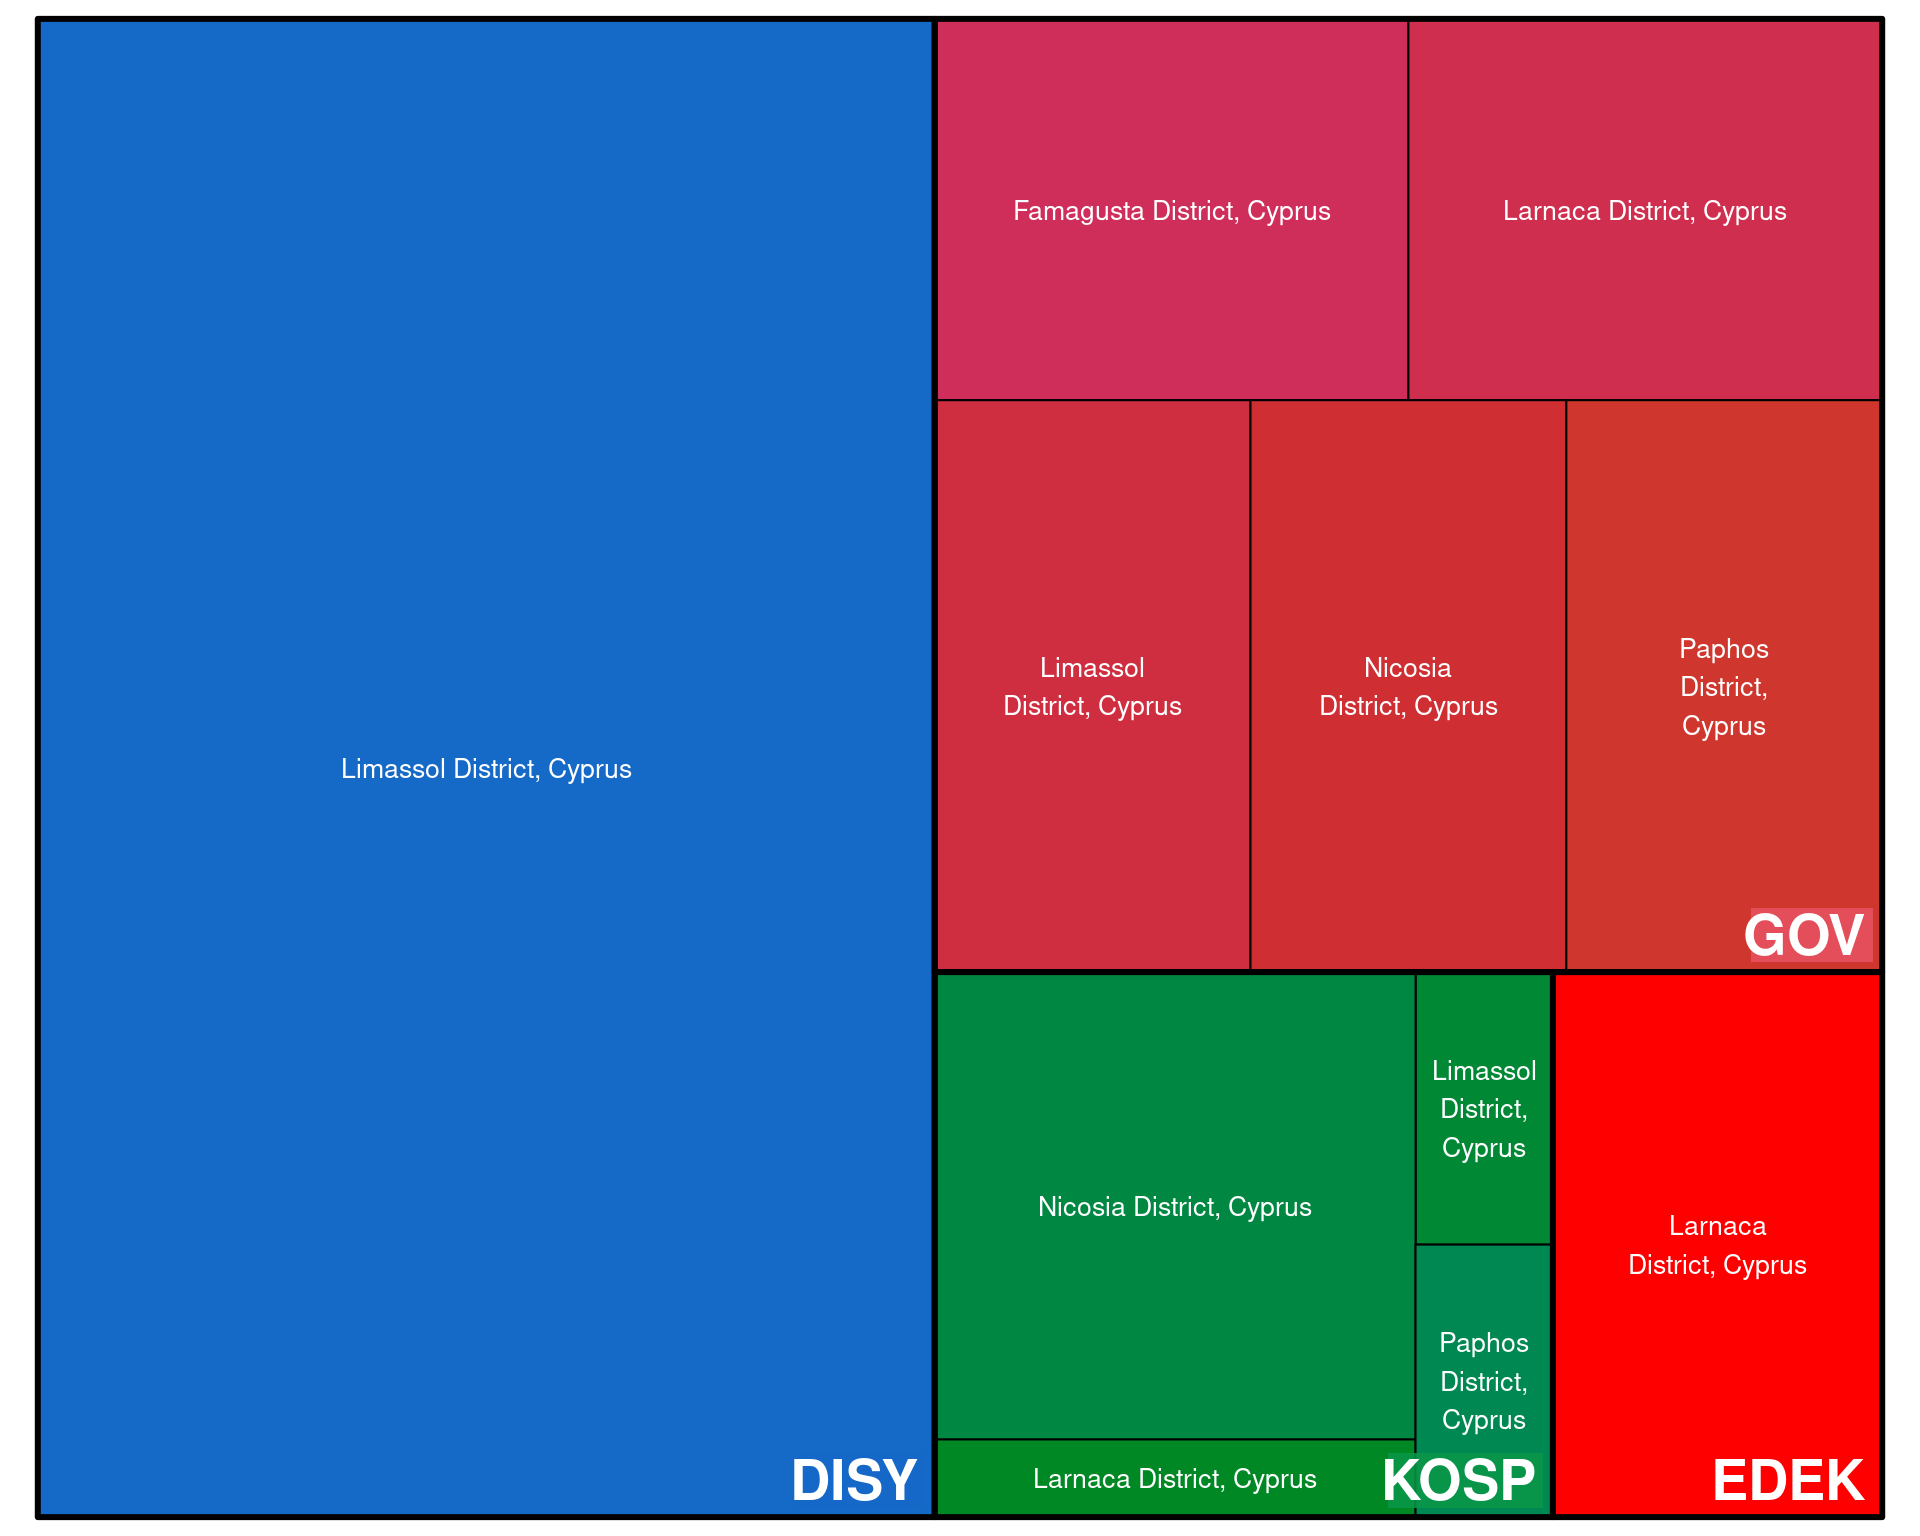 Famagusta District, Cyprus
Larnaca District, Cyprus
Limassol District, Cyprus
Limassol
District, Cyprus
Nicosia
District, Cyprus
Paphos
District,
Cyprus
GOV
Nicosia District, Cyprus
Limassol
District,
Cyprus
Larnaca
District, Cyprus
Paphos
District,
Cyprus
Larnaca District, Cyprus
DISY
KOSP
EDEK